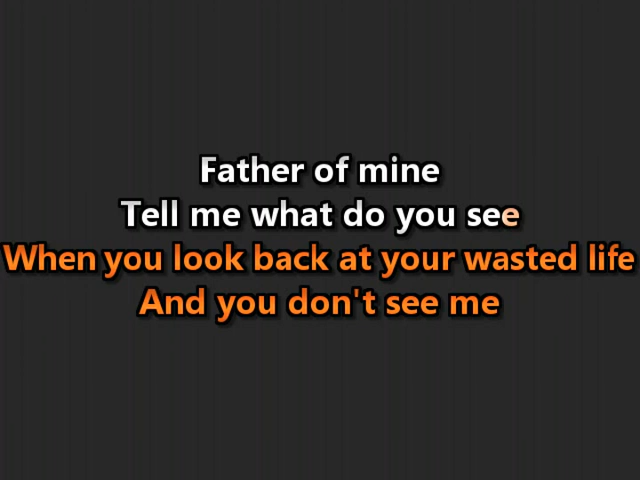 Father of mine
Tell me what do you see
When you look back at your wasted life
And you don't see me